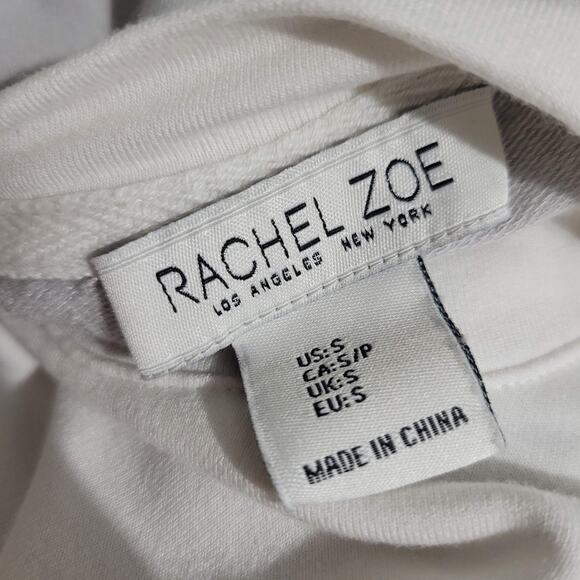 RACHEL ZOE
LOS ANGELES NEW YORK
US:S
CA:S/P
UK:S
EU:S
MADE IN CHINA